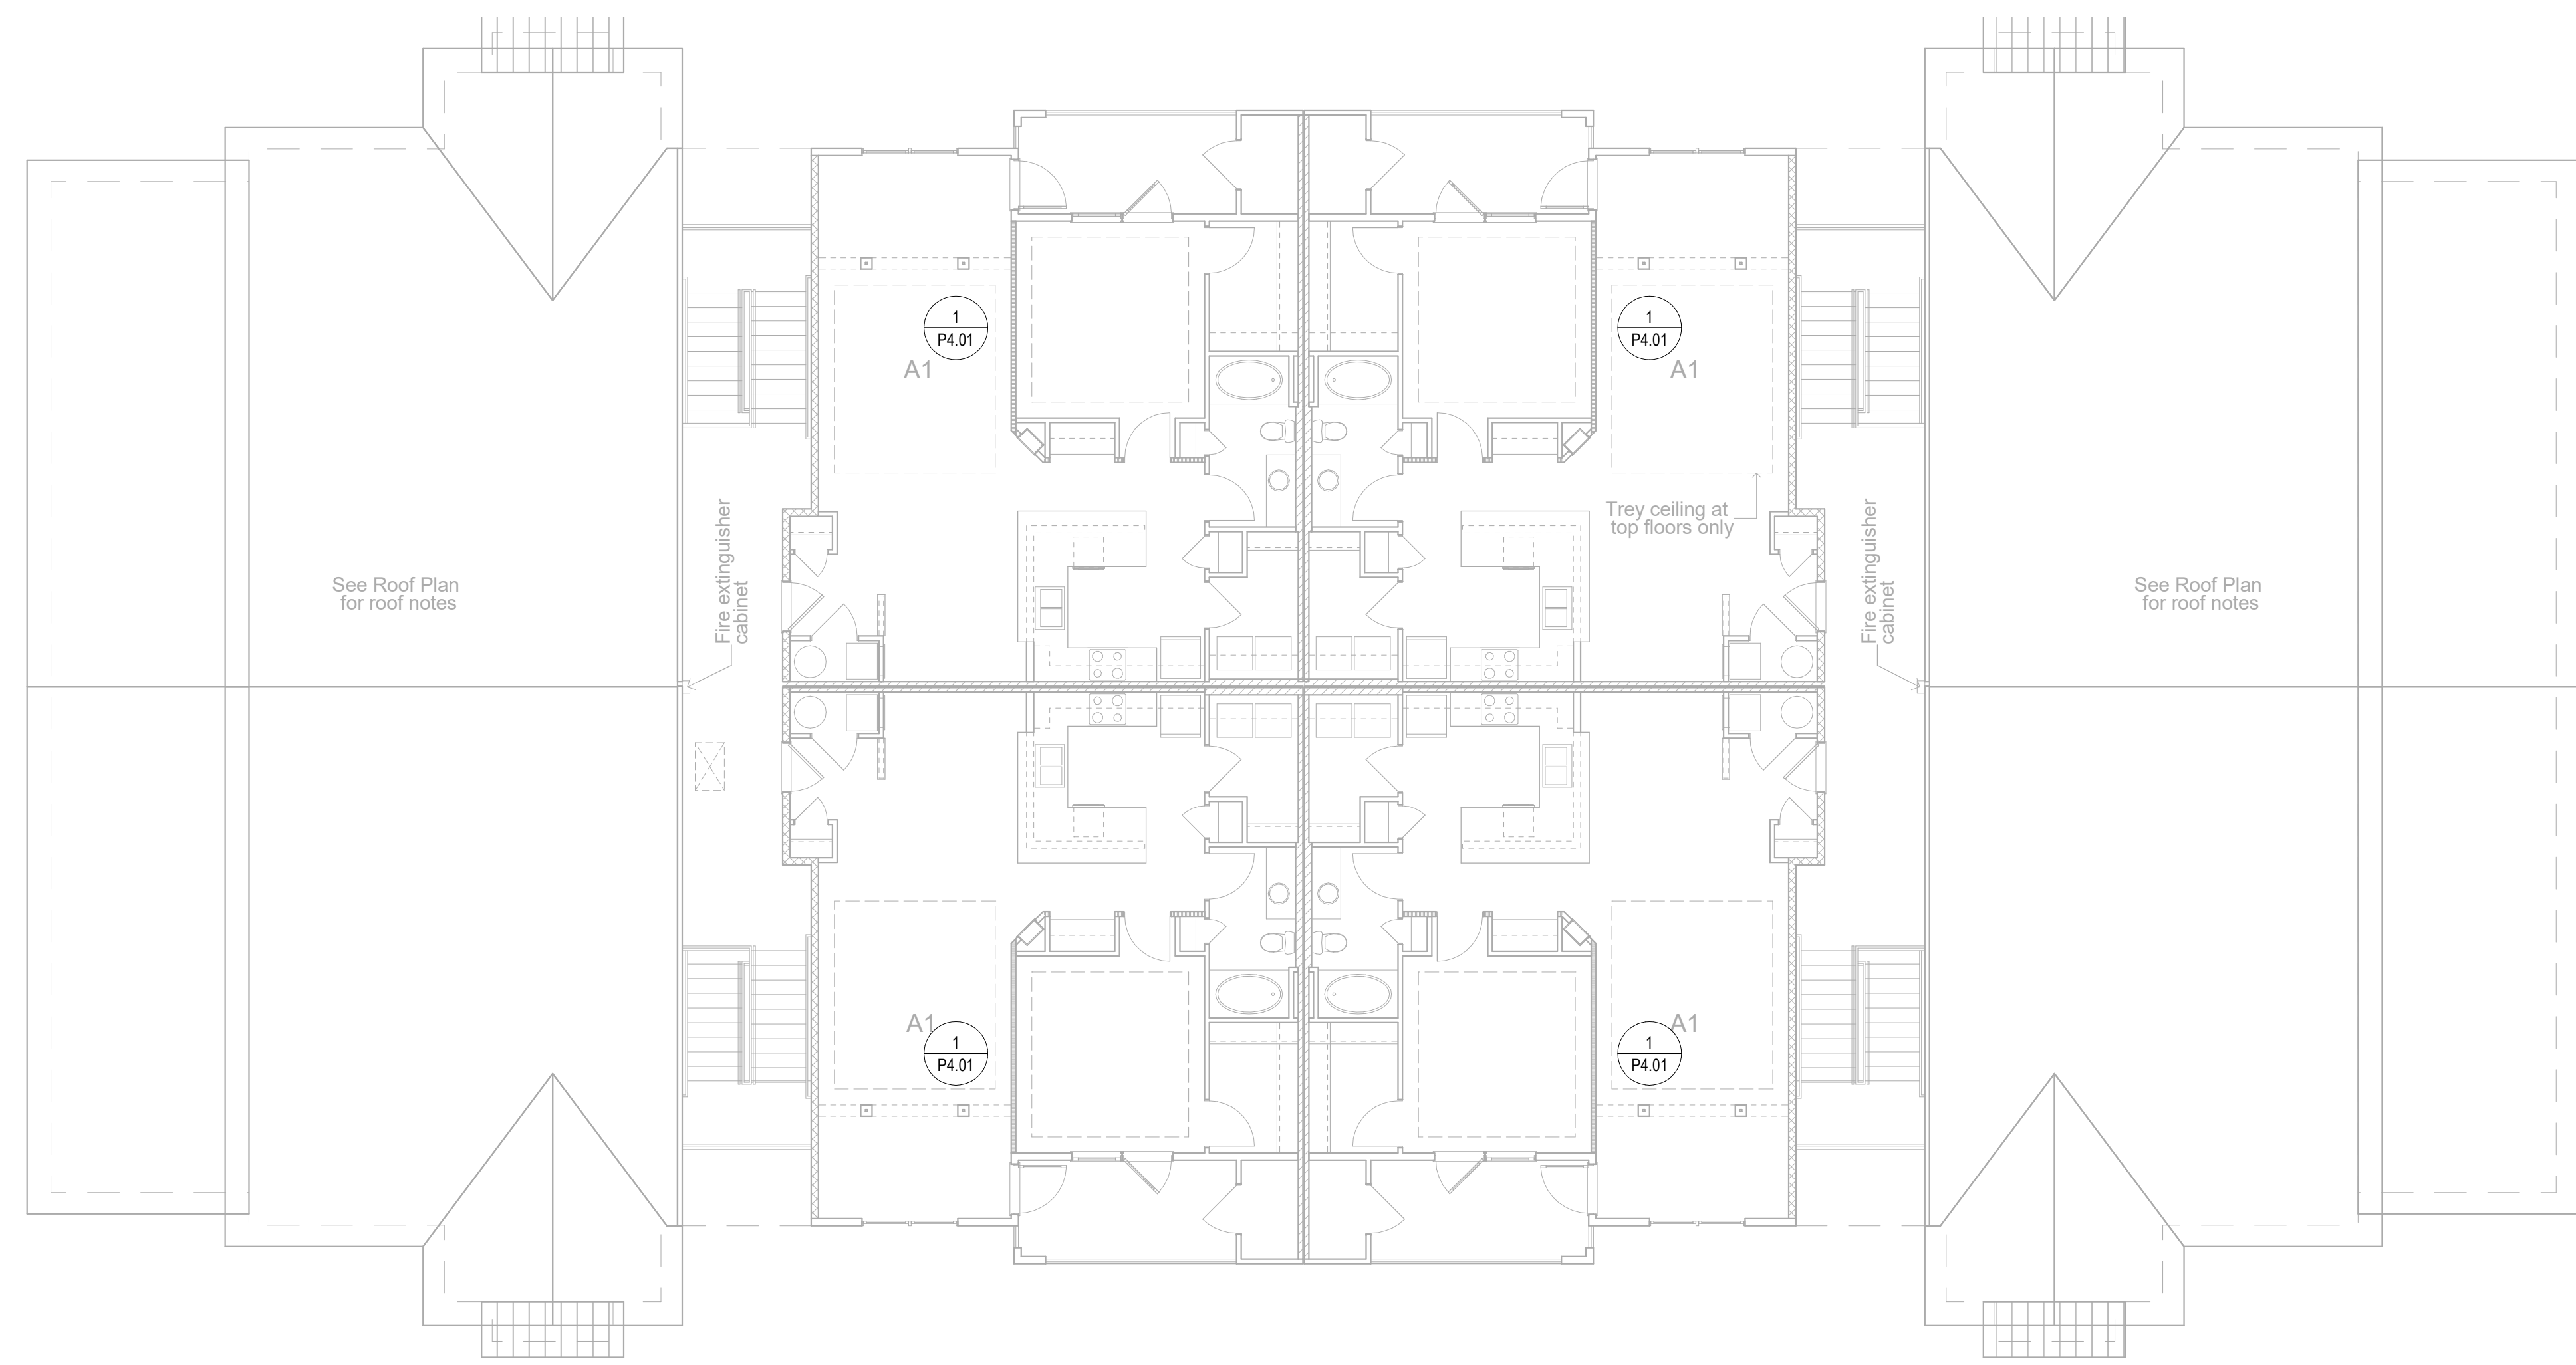 1
P4.01
A1
1
P4.01
A1
Trey ceiling at
top floors only
Fire extinguisher
cabinet
Fire extinguisher
cabinet
See Roof Plan
for roof notes
See Roof Plan
for roof notes
A1
1
P4.01
A1
1
P4.01